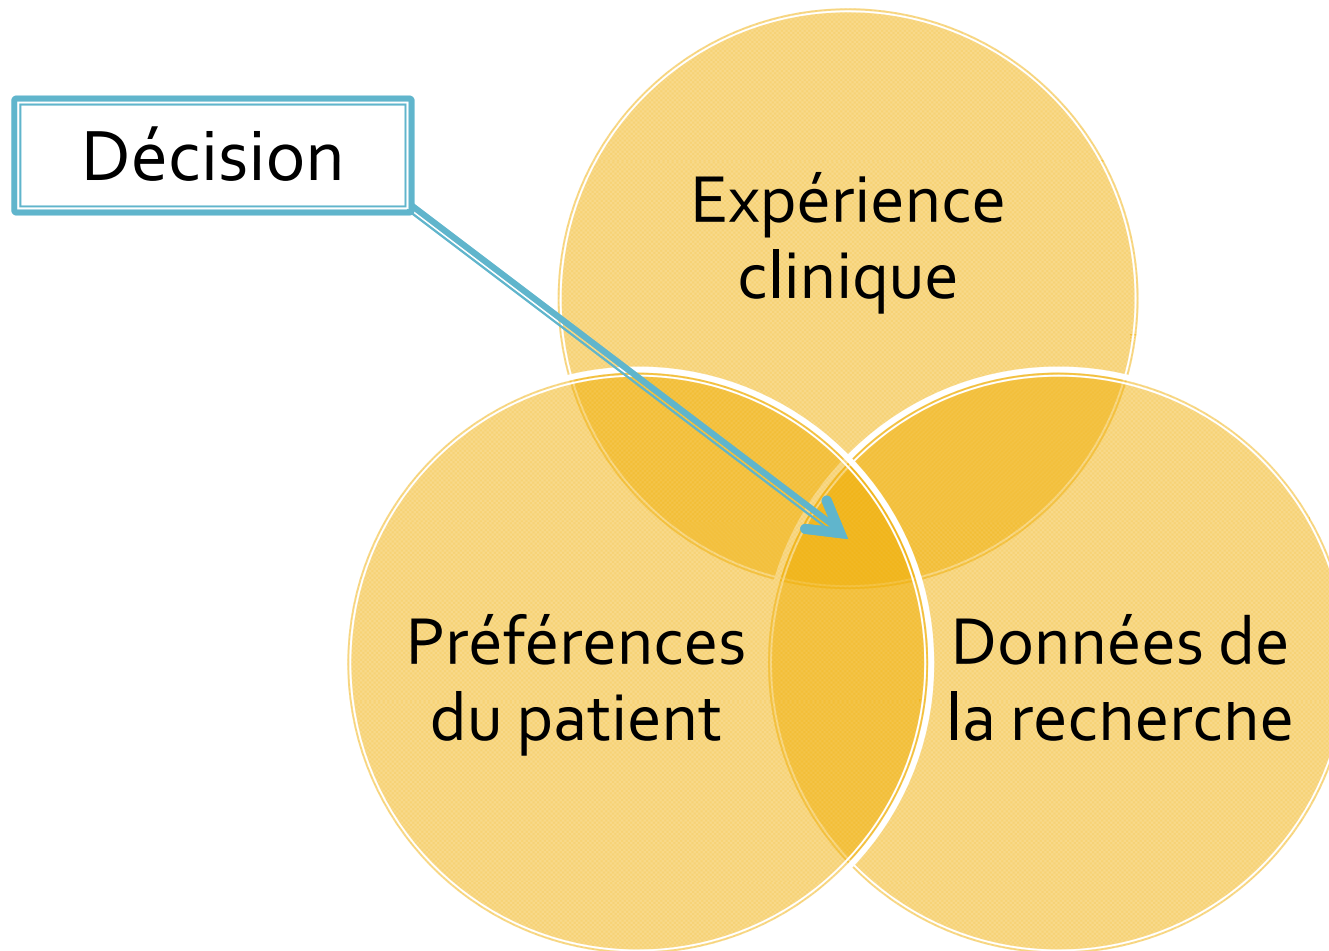 Décision
Expérience
clinique
Préférences
du patient
Données de
la recherche